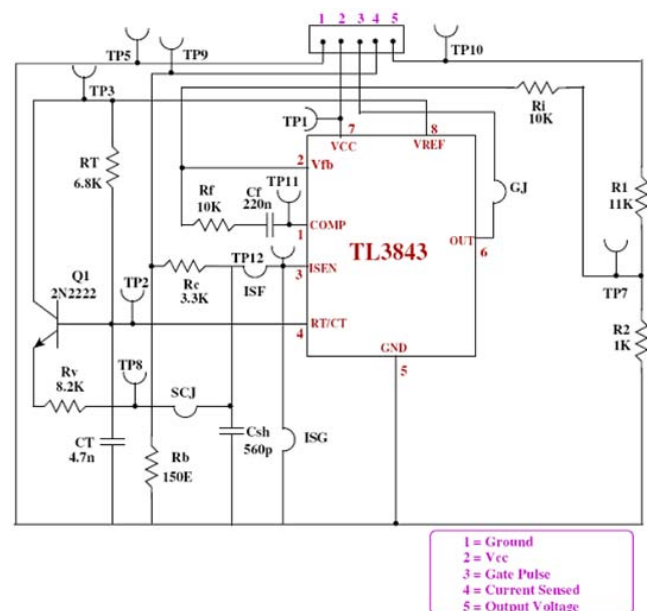 1 2 3 4 5
TP5
TP9
TP10
TP3
TP1
7
8
VCC
VREF
Ri
10K
2
Vfb
RT
6.8K
Rf
10K
Cf
220n
TP11
COMP
1
GJ
R1
11K
TL3843
OUT
6
TP12
ISEN
3
ISF
Rc
3.3K
Q1
2N2222
TP2
TP7
RT/CT
4
R2
1K
GND
5
Rv
8.2K
TP8
SCJ
Csh
560p
ISG
CT
4.7n
Rb
150E
1 = Ground
2 = Vcc
3 = Gate Pulse
4 = Current Sensed
5 = Output Voltage